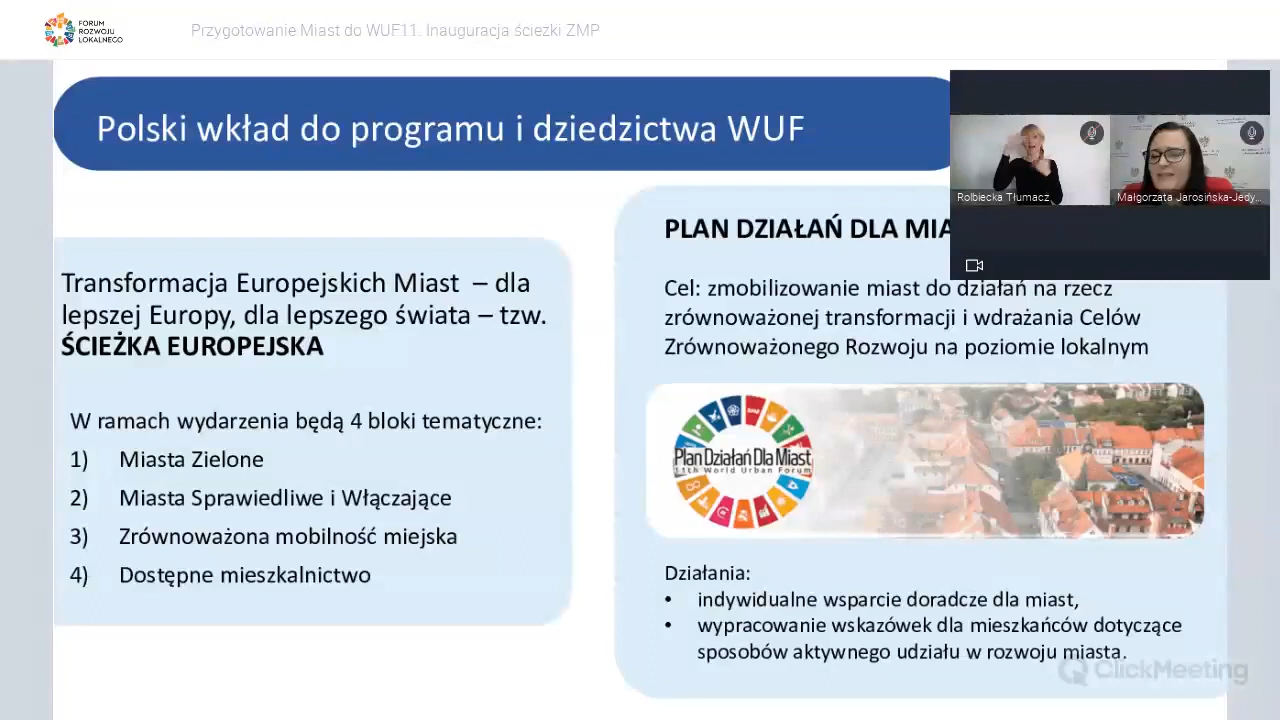 FORUM
ROZWOJU
LOKALNEGO
Przygotowanie Miast do WUF11. Inauguracja ścieżki ZMP
Polski wkład do programu i dziedzictwa WUF
Rolbiecka Tłumacz
Małgorzata Jarosińska-Jedy...
Transformacja Europejskich Miast – dla
lepszej Europy, dla lepszego świata – tzw.
ŚCIEŻKA EUROPEJSKA
W ramach wydarzenia będą 4 bloki tematyczne:
1) Miasta Zielone
2) Miasta Sprawiedliwe i Włączające
3) Zrównoważona mobilność miejska
4) Dostępne mieszkalnictwo
PLAN DZIAŁAŃ DLA MIA
Cel: zmobilizowanie miast do działań na rzecz
zrównoważonej transformacji i wdrażania Celów
Zrównoważonego Rozwoju na poziomie lokalnym
Plan Działań Dla Miast
11th World Urban Forum
Działania:
• indywidualne wsparcie doradcze dla miast,
• wypracowanie wskazówek dla mieszkańców dotyczące
sposobów aktywnego udziału w rozwoju miasta.
ClickMeeting